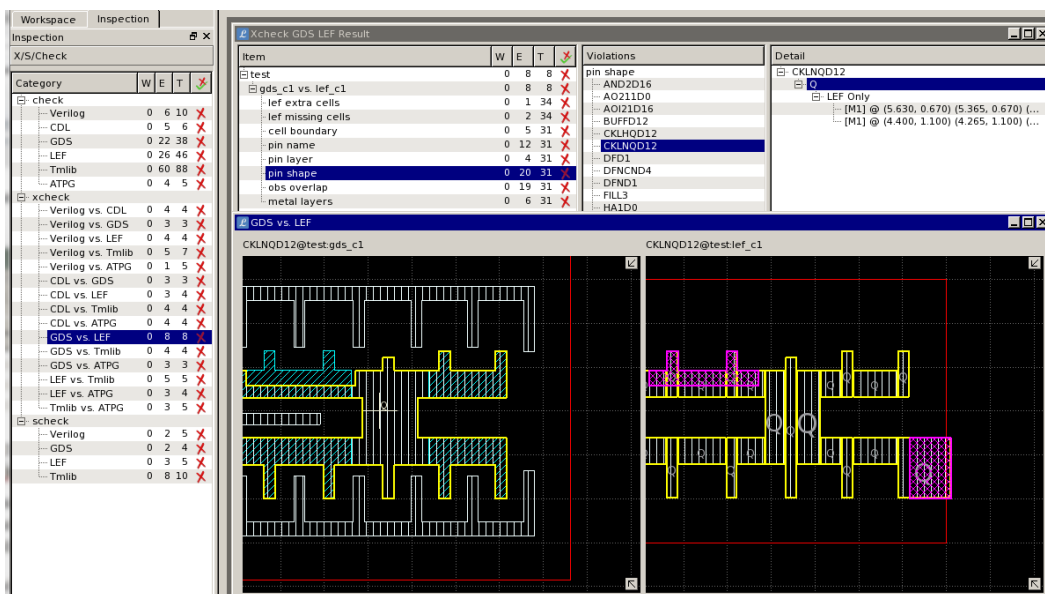 Workspace Inspection
Inspection
X/S/Check
Category W E T
check
Verilog 0 6 10
CDL 0 5 6
GDS 0 22 38
LEF 0 26 46
Tmlib 0 60 88
ATPG 0 4 5
xcheck
Verilog vs. CDL 0 4 4
Verilog vs. GDS 0 3 3
Verilog vs. LEF 0 4 4
Verilog vs. Tmlib 0 5 7
Verilog vs. ATPG 0 1 5
CDL vs. GDS 0 3 3
CDL vs. LEF 0 3 4
CDL vs. Tmlib 0 4 4
CDL vs. ATPG 0 4 4
GDS vs. LEF 0 8 8
GDS vs. Tmlib 0 4 4
GDS vs. ATPG 0 3 3
LEF vs. Tmlib 0 5 5
LEF vs. ATPG 0 3 4
Tmlib vs. ATPG 0 3 5
scheck
Verilog 0 2 5
GDS 0 2 4
LEF 0 3 5
Tmlib 0 8 10
Xcheck GDS LEF Result
Item W E T
test 0 8 8
gds_c1 vs. lef_c1 0 8 8
lef extra cells 0 1 34
lef missing cells 0 2 34
cell boundary 0 5 31
pin name 0 12 31
pin layer 0 4 31
pin shape 0 20 31
obs overlap 0 19 31
metal layers 0 6 31
Violations
pin shape
AND2D16
AO211D0
AOI21D16
BUFFD12
CKLHQD12
CKLNQD12
DFD1
DFNCND4
DFND1
FILL3
HA1D0
Detail
CKLNQD12
Q
LEF Only
[M1] @ (5.630, 0.670) (5.365, 0.670) (...
[M1] @ (4.400, 1.100) (4.265, 1.100) (...
GDS vs. LEF
CKLNQD12@test:gds_c1
Q
CKLNQD12@test:lef_c1
Q Q Q Q Q
Q Q Q
Q Q Q Q Q